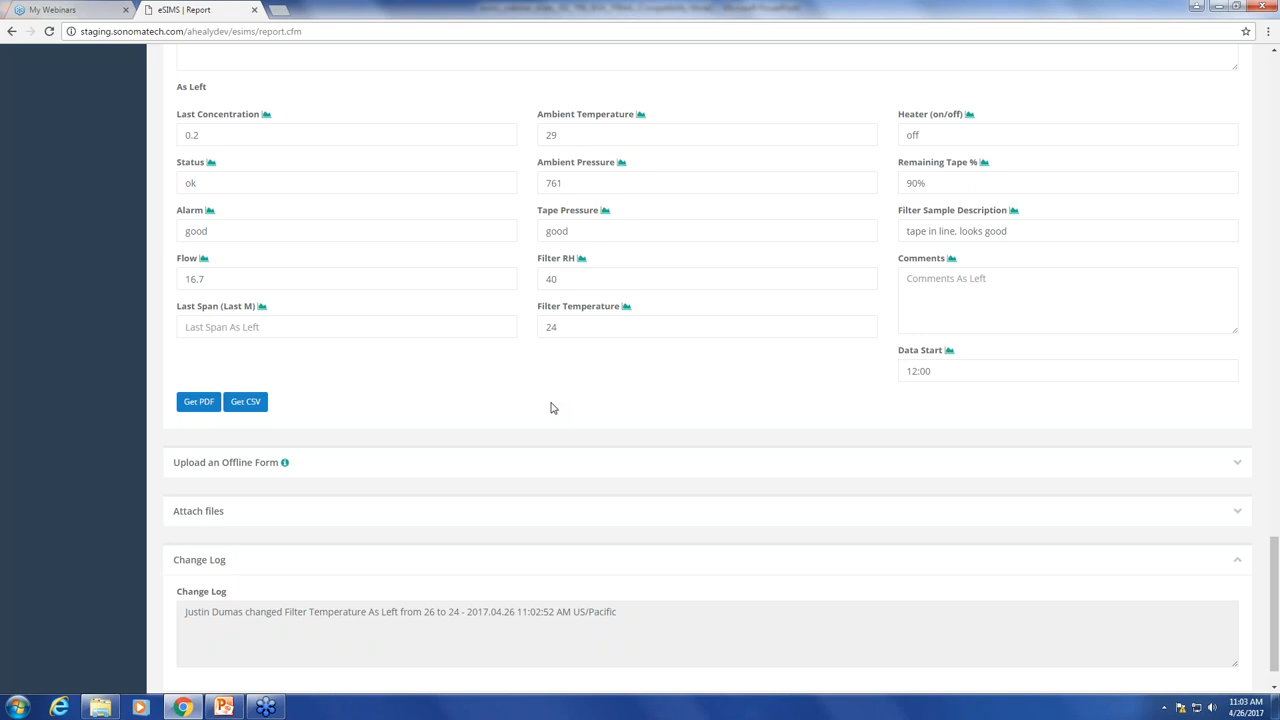 My Webinars
eSIMS | Report
staging.sonomatech.com/ahealydev/esims/report.cfm
As Left
Last Concentration
0.2
Status
ok
Alarm
good
Flow
16.7
Last Span (Last M)
Last Span As Left
Ambient Temperature
29
Ambient Pressure
761
Tape Pressure
good
Filter RH
40
Filter Temperature
24
Heater (on/off)
off
Remaining Tape %
90%
Filter Sample Description
tape in line, looks good
Comments
Comments As Left
Data Start
12:00
Get PDF
Get CSV
Upload an Offline Form
Attach files
Change Log
Change Log
Justin Dumas changed Filter Temperature As Left from 26 to 24 - 2017.04.26 11:02:52 AM US/Pacific
11:03 AM
4/26/2017